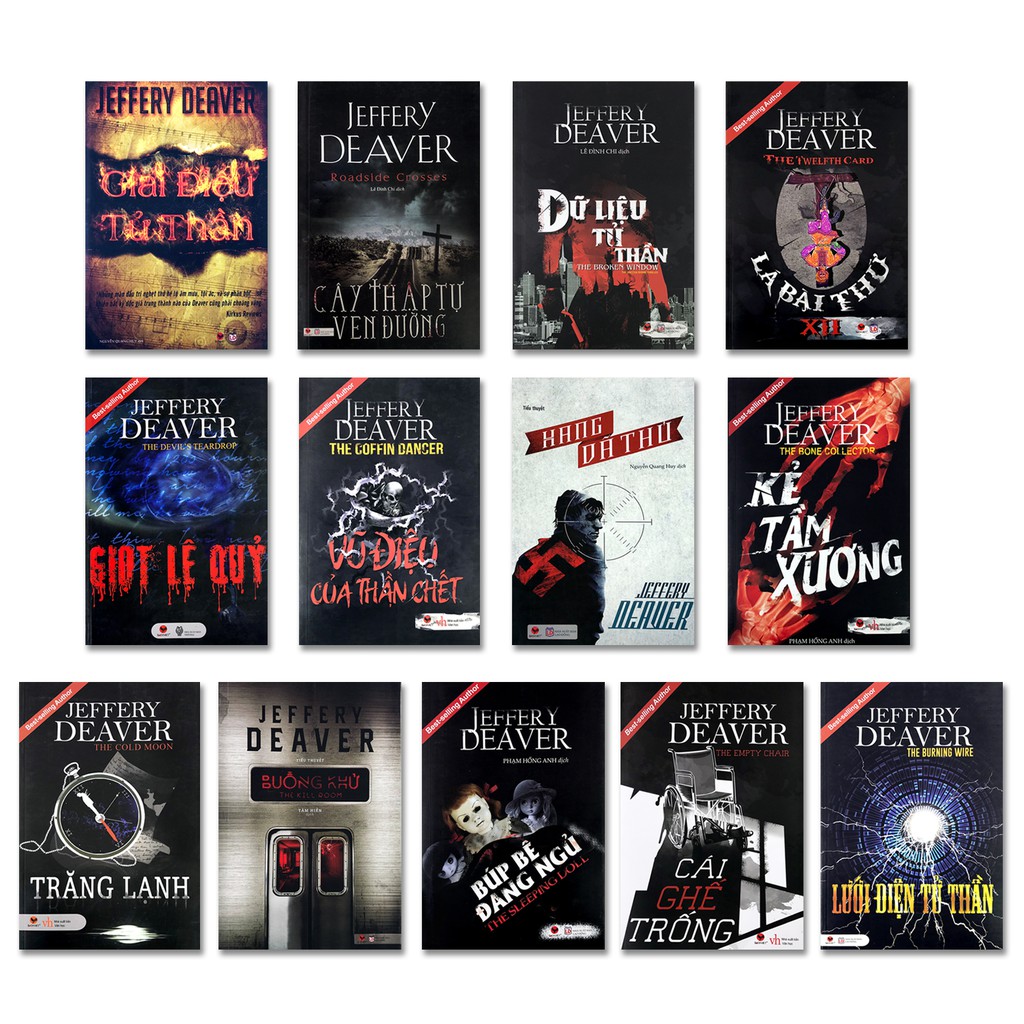 JEFFERY DEAVER
Giai Điệu
Tử Thần
Kirkus Reviews
JEFFERY
DEAVER
Roadside Crosses
Lê Đình Chi dịch
CÂY THẬP TỰ
VEN ĐƯỜNG
JEFFERY
DEAVER
LÊ ĐÌNH CHI dịch
DỮ LIỆU
TỬ
THẦN
THE BROKEN WINDOW
Best-selling Author
JEFFERY
DEAVER
THE TWELFTH CARD
LÁ BÀI THỨ
XII
Best-selling Author
JEFFERY
DEAVER
THE DEVIL'S TEARDROP
GIỌT LỆ QUỶ
Best-selling Author
JEFFERY
DEAVER
THE COFFIN DANCER
VŨ ĐIỆU
CỦA THẦN CHẾT
Tiểu thuyết
HANG
DÃ THÚ
Nguyễn Quang Huy dịch
JEFFERY
DEAVER
Best-selling Author
JEFFERY
DEAVER
THE BONE COLLECTOR
KẺ
TẦM
XƯƠNG
PHẠM HỒNG ANH dịch
Best-selling Author
JEFFERY
DEAVER
THE COLD MOON
TRĂNG LẠNH
vh
JEFFERY
DEAVER
TIỂU THUYẾT
BUỒNG KHỬ
THE KILL ROOM
TÂM HIỀN
Best-selling Author
JEFFERY
DEAVER
PHẠM HỒNG ANH dịch
BÚP BÊ
ĐANG NGỦ
THE SLEEPING DOLL
Best-selling Author
JEFFERY
DEAVER
THE EMPTY CHAIR
CÁI
GHẾ
TRỐNG
vh
Best-selling Author
JEFFERY
DEAVER
THE BURNING WIRE
LƯỚI ĐIỆN TỬ THẦN